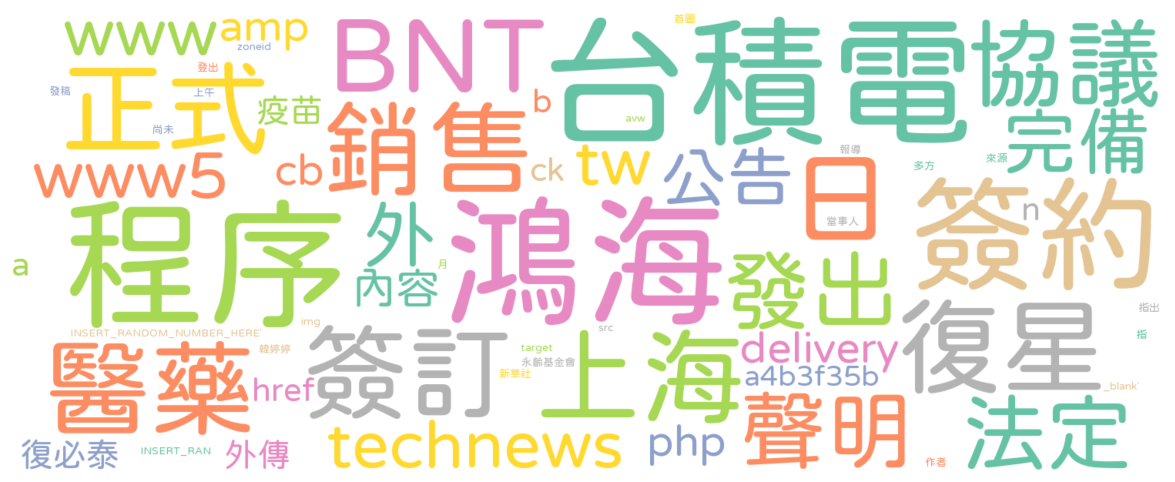 www
amp
zoneid
BNT
首圖
台積電
協議
正式
登出
發稿
上午
尚未
疫苗
銷售
b
avw
完備
www5
cb
ck
tw
公告
報導
日
當事人
多方
來源
簽約
n
程序
外
a
月
內容
鴻海
發出
INSERT_RANDOM_NUMBER_HERE'
img
src
指出
指
醫藥
韓婷婷
簽訂
target
永齡基金會
新華社
上海
delivery
a4b3f35b
復星
_blank'
href
technews
php
聲明
法定
復必泰
INSERT_RAN
外傳
作者